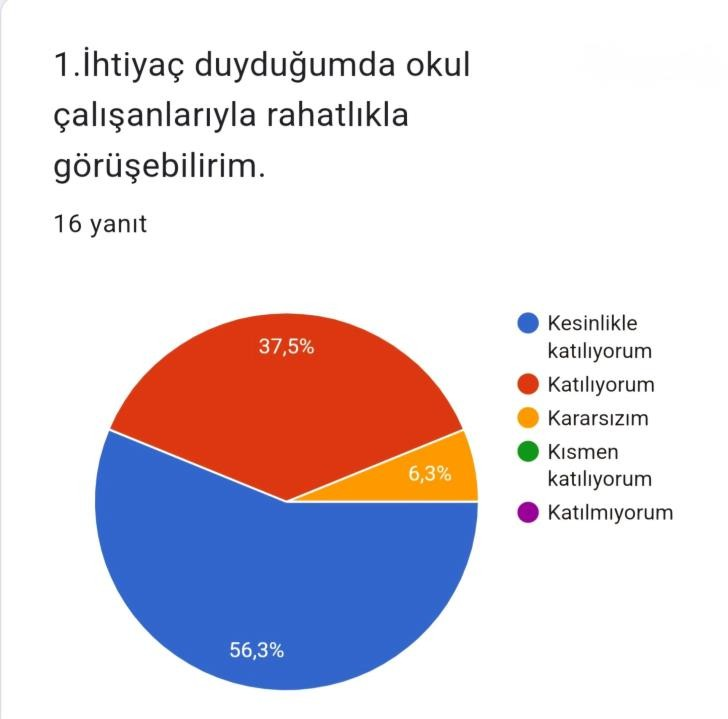 1.İhtiyaç duyduğumda okul
çalışanlarıyla rahatlıkla
görüşebilirim.
16 yanıt
37,5%
6,3%
56,3%
Kesinlikle
katılıyorum
Katılıyorum
Kararsızım
Kısmen
katılıyorum
Katılmıyorum